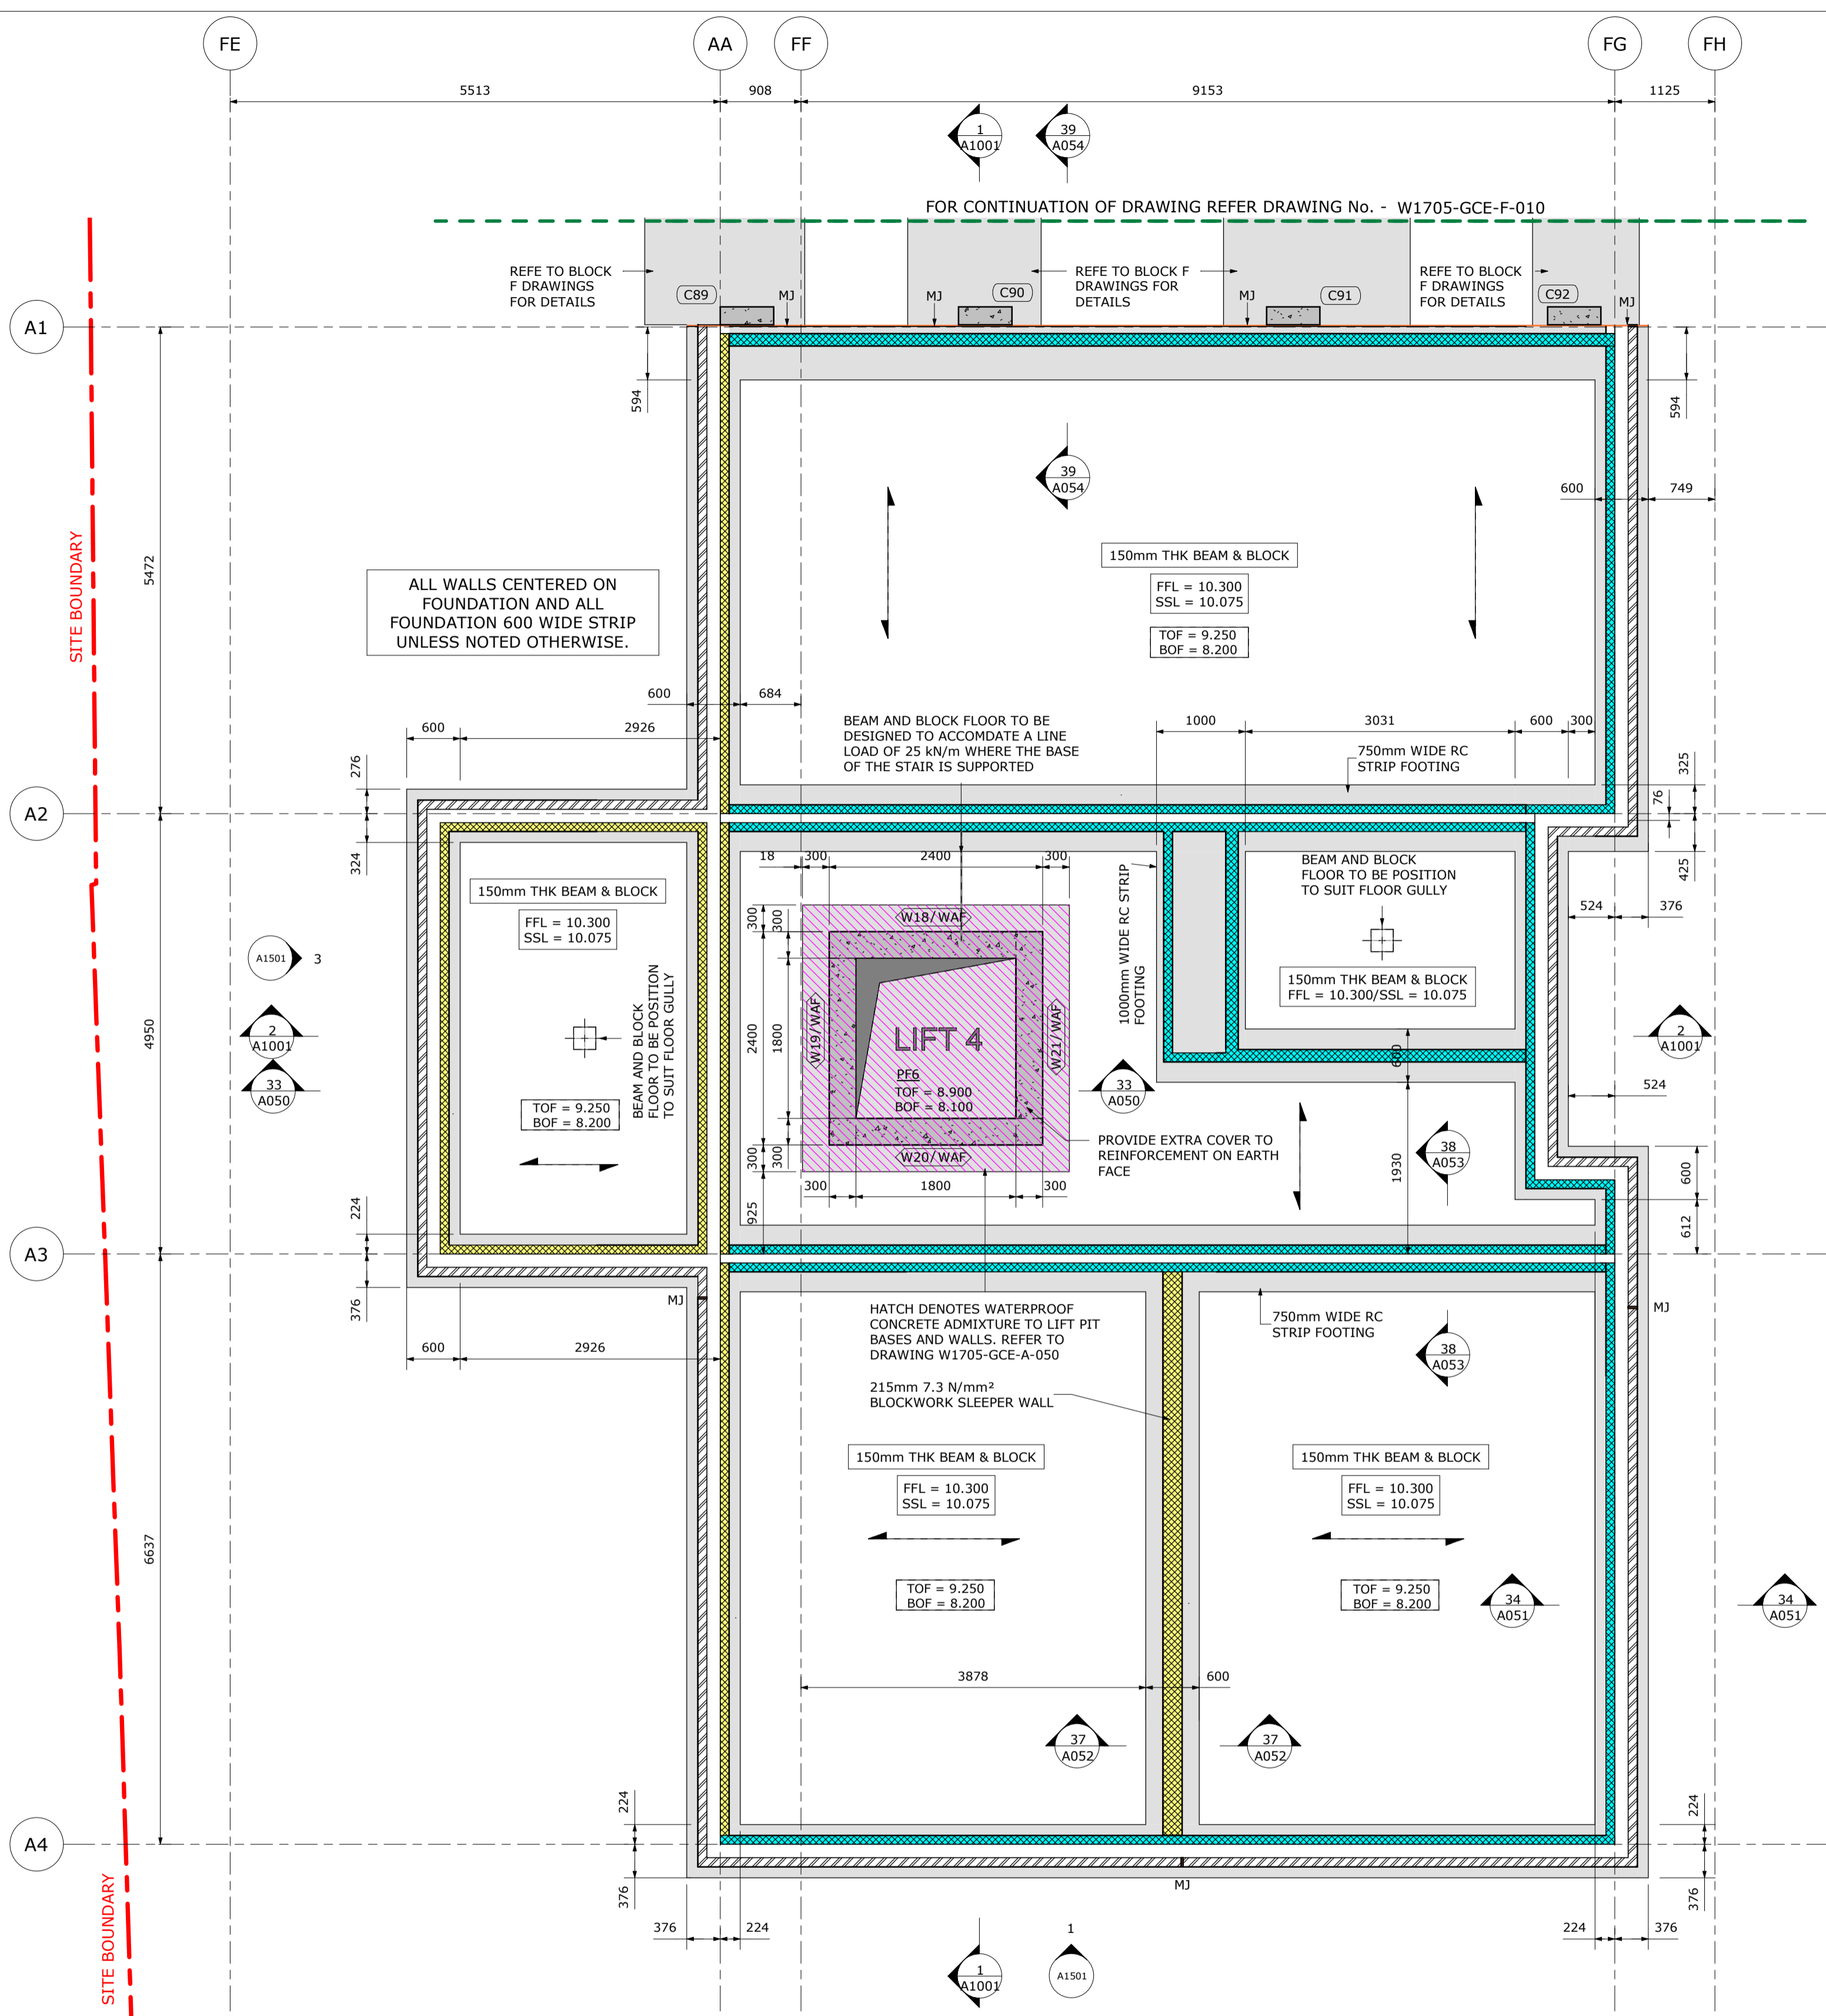 FE
AA
FF
FG
FH
5513
908
9153
1125
1
A1001
39
A054
FOR CONTINUATION OF DRAWING REFER DRAWING No. - W1705-GCE-F-010
REFE TO BLOCK
F DRAWINGS
FOR DETAILS
REFE TO BLOCK F
DRAWINGS FOR
DETAILS
REFE TO BLOCK
F DRAWINGS
FOR DETAILS
C89
MJ
MJ
C90
MJ
C91
C92
MJ
A1
594
594
39
A054
600
749
SITE BOUNDARY
5472
150mm THK BEAM & BLOCK
FFL = 10.300
SSL = 10.075
TOF = 9.250
BOF = 8.200
ALL WALLS CENTERED ON
FOUNDATION AND ALL
FOUNDATION 600 WIDE STRIP
UNLESS NOTED OTHERWISE.
600
684
600
2926
BEAM AND BLOCK FLOOR TO BE
DESIGNED TO ACCOMDATE A LINE
LOAD OF 25 kN/m WHERE THE BASE
OF THE STAIR IS SUPPORTED
1000
3031
600
300
750mm WIDE RC
STRIP FOOTING
276
325
76
A2
324
425
18
300
2400
300
1000mm WIDE RC STRIP
FOOTING
BEAM AND BLOCK
FLOOR TO BE POSITION
TO SUIT FLOOR GULLY
150mm THK BEAM & BLOCK
FFL = 10.300
SSL = 10.075
524
376
300
300
W18/WAF
A1501
3
2
A1001
33
A050
4950
BEAM AND BLOCK
FLOOR TO BE POSITION
TO SUIT FLOOR GULLY
TOF = 9.250
BOF = 8.200
2400
1800
W19/WAF
LIFT 4
PF6
TOF = 8.900
BOF = 8.100
W21/WAF
150mm THK BEAM & BLOCK
FFL = 10.300/SSL = 10.075
2
A1001
600
33
A050
524
300
300
W20/WAF
PROVIDE EXTRA COVER TO
REINFORCEMENT ON EARTH
FACE
38
A053
1930
600
612
300
1800
300
925
224
A3
376
MJ
MJ
600
2926
HATCH DENOTES WATERPROOF
CONCRETE ADMIXTURE TO LIFT PIT
BASES AND WALLS. REFER TO
DRAWING W1705-GCE-A-050
750mm WIDE RC
STRIP FOOTING
38
A053
215mm 7.3 N/mm²
BLOCKWORK SLEEPER WALL
150mm THK BEAM & BLOCK
FFL = 10.300
SSL = 10.075
TOF = 9.250
BOF = 8.200
150mm THK BEAM & BLOCK
FFL = 10.300
SSL = 10.075
TOF = 9.250
BOF = 8.200
6637
34
A051
34
A051
3878
600
37
A052
37
A052
224
224
A4
376
376
MJ
SITE BOUNDARY
376
224
224
376
1
A1001
1
A1501